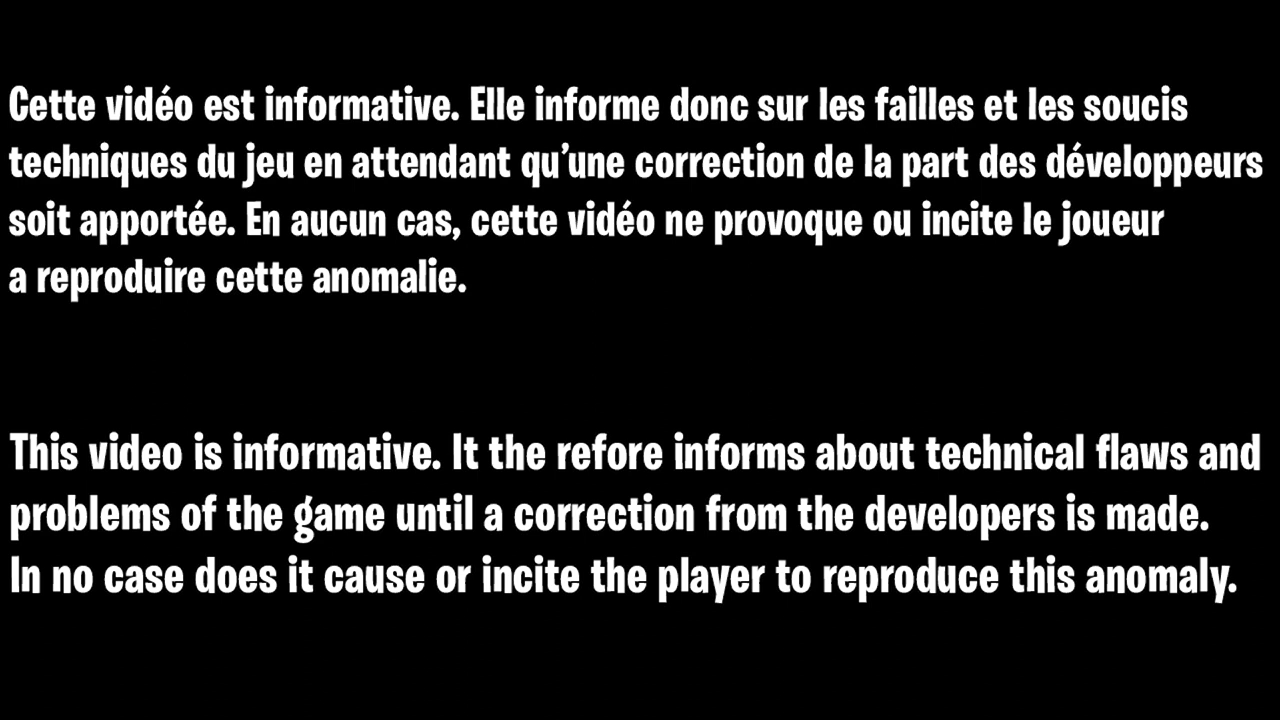 Cette vidéo est informative. Elle informe donc sur les failles et les soucis
techniques du jeu en attendant qu’une correction de la part des développeurs
soit apportée. En aucun cas, cette vidéo ne provoque ou incite le joueur
a reproduire cette anomalie.
This video is informative. It the refore informs about technical flaws and
problems of the game until a correction from the developers is made.
In no case does it cause or incite the player to reproduce this anomaly.